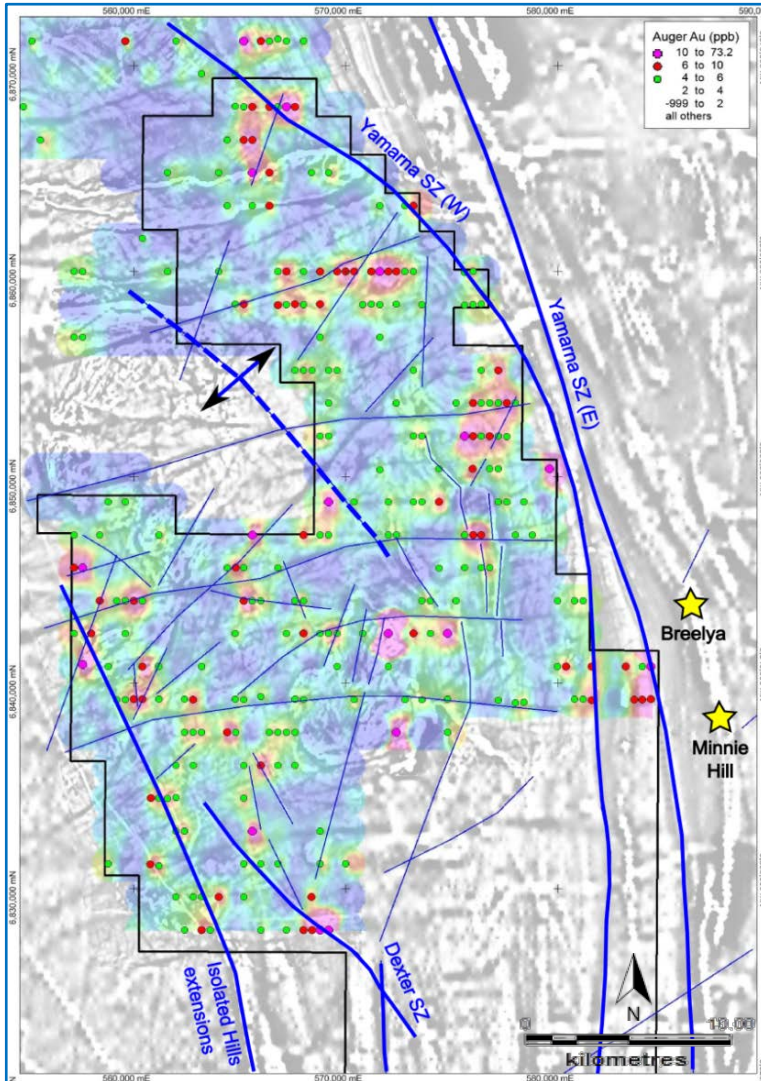 560,000 mE
570,000 mE
580,000 mE
590,0
Auger Au (ppb)
10 to 73.2
6 to 10
4 to 6
2 to 4
-999 to 2
all others
6,870,000 mN
6,860,000 mN
6,850,000 mN
6,840,000 mN
6,830,000 mN
Yamarna SZ (W)
Yamarna SZ (E)
Breelya
Minnie
Hill
Isolated Hills
extensions
Dexter SZ
N
0
10.00
kilometres
560,000 mE
570,000 mE
580,000 mE